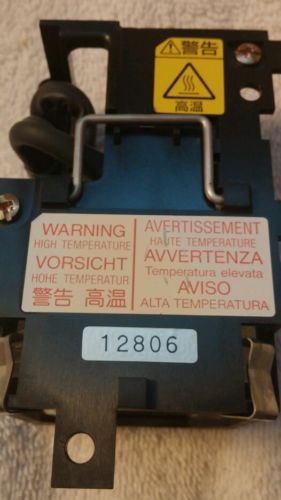 警告
高温
WARNING
HIGH TEMPERATURE
VORSICHT
HOHE TEMPERATUR
警告 高温
AVERTISSEMENT
HAUTE TEMPERATURE
AVVERTENZA
Temperatura elevata
AVISO
ALTA TEMPERATURA
12806